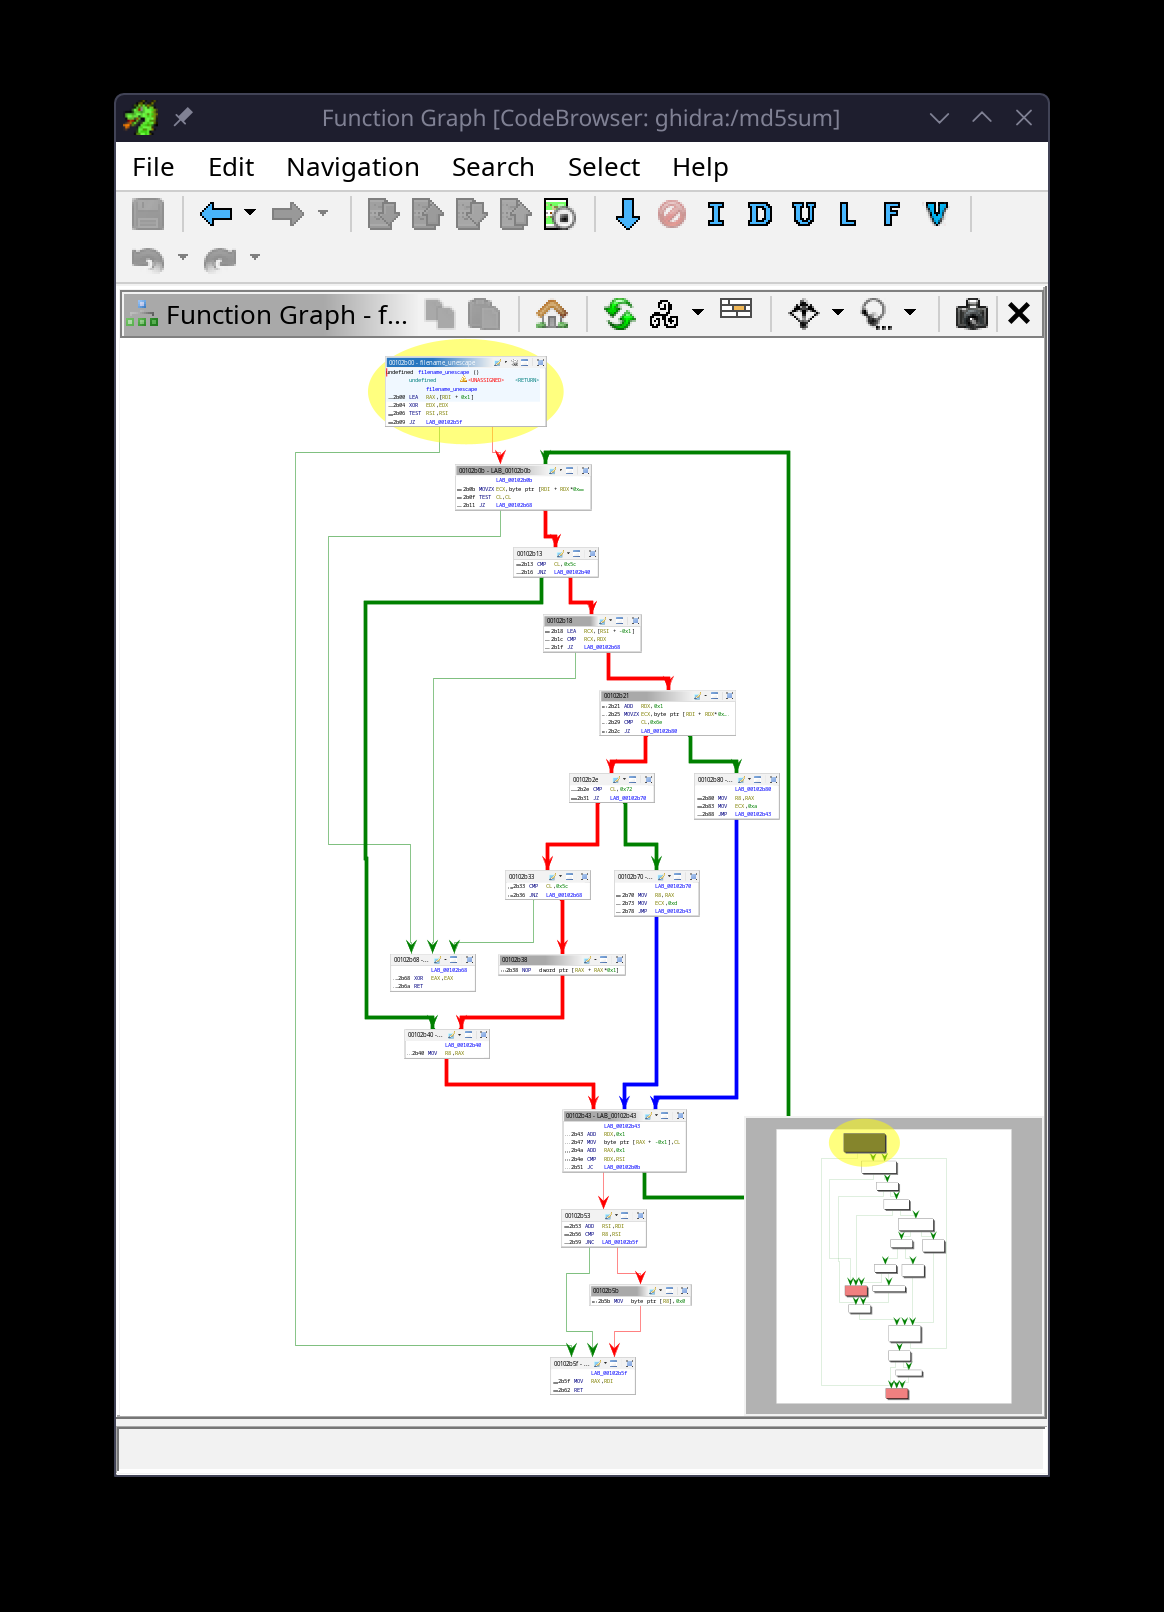 Function Graph [CodeBrowser: ghidra:/md5sum]
File Edit Navigation Search Select Help
I D U L F V
Function Graph - f...
00102b00 - filename_unescape
undefined filename_unescape ()
undefined <UNASSIGNED> <RETURN>
filename_unescape
...2b00 LEA RAX,[RDI + 0x1]
...2b04 XOR EDX,EDX
...2b06 TEST RSI,RSI
...2b09 JZ LAB_00102b5f
00102b0b - LAB_00102b0b
LAB_00102b0b
...2b0b MOVZX ECX,byte ptr [RDI + RDX*0x...
...2b0f TEST CL,CL
...2b11 JZ LAB_00102b68
00102b13
...2b13 CMP CL,0x5c
...2b16 JNZ LAB_00102b40
00102b18
...2b18 LEA RCX,[RSI + -0x1]
...2b1c CMP RCX,RDX
...2b1f JZ LAB_00102b68
00102b21
...2b21 ADD RDX,0x1
...2b25 MOVZX ECX,byte ptr [RDI + RDX*0x...
...2b29 CMP CL,0x6e
...2b2c JZ LAB_00102b80
00102b2e
...2b2e CMP CL,0x72
...2b31 JZ LAB_00102b70
00102b80 -...
LAB_00102b80
...2b80 MOV R8,RAX
...2b83 MOV ECX,0xa
...2b88 JMP LAB_00102b43
00102b33
...2b33 CMP CL,0x5c
...2b36 JNZ LAB_00102b68
00102b70 -...
LAB_00102b70
...2b70 MOV R8,RAX
...2b73 MOV ECX,0xd
...2b78 JMP LAB_00102b43
00102b68 -...
LAB_00102b68
...2b68 XOR EAX,EAX
...2b6a RET
00102b38
...2b38 NOP dword ptr [RAX + RAX*0x1]
00102b40 -...
LAB_00102b40
...2b40 MOV R8,RAX
00102b43 - LAB_00102b43
LAB_00102b43
...2b43 ADD RDX,0x1
...2b47 MOV byte ptr [RAX + -0x1],CL
...2b4a ADD RAX,0x1
...2b4e CMP RDX,RSI
...2b51 JC LAB_00102b0b
00102b53
...2b53 ADD RSI,RDI
...2b56 CMP R8,RSI
...2b59 JNC LAB_00102b5f
00102b5b
...2b5b MOV byte ptr [R8],0x0
00102b5f - ...
LAB_00102b5f
...2b5f MOV RAX,RDI
...2b62 RET